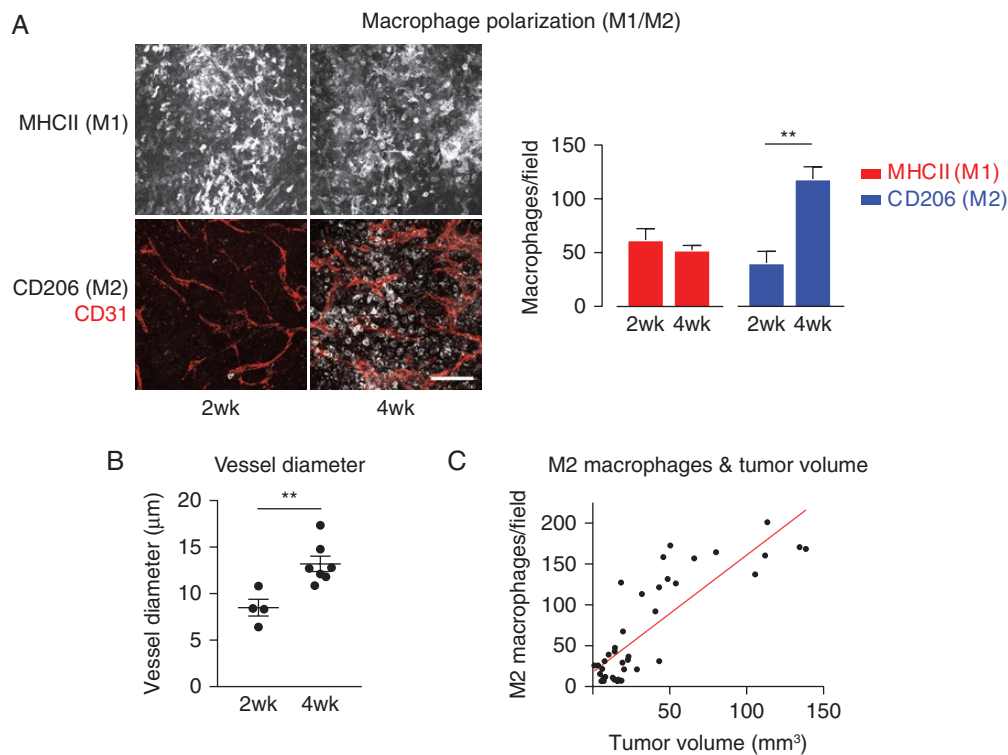 A
Macrophage polarization (M1/M2)
MHCII (M1)
CD206 (M2)
CD31
2wk
4wk
Macrophages/field
150
100
50
0
**
2wk 4wk
2wk 4wk
MHCII (M1)
CD206 (M2)
B
Vessel diameter
Vessel diameter (μm)
20
15
10
5
0
**
2wk 4wk
C
M2 macrophages & tumor volume
M2 macrophages/field
200
150
100
50
0
50
100
150
Tumor volume (mm³)